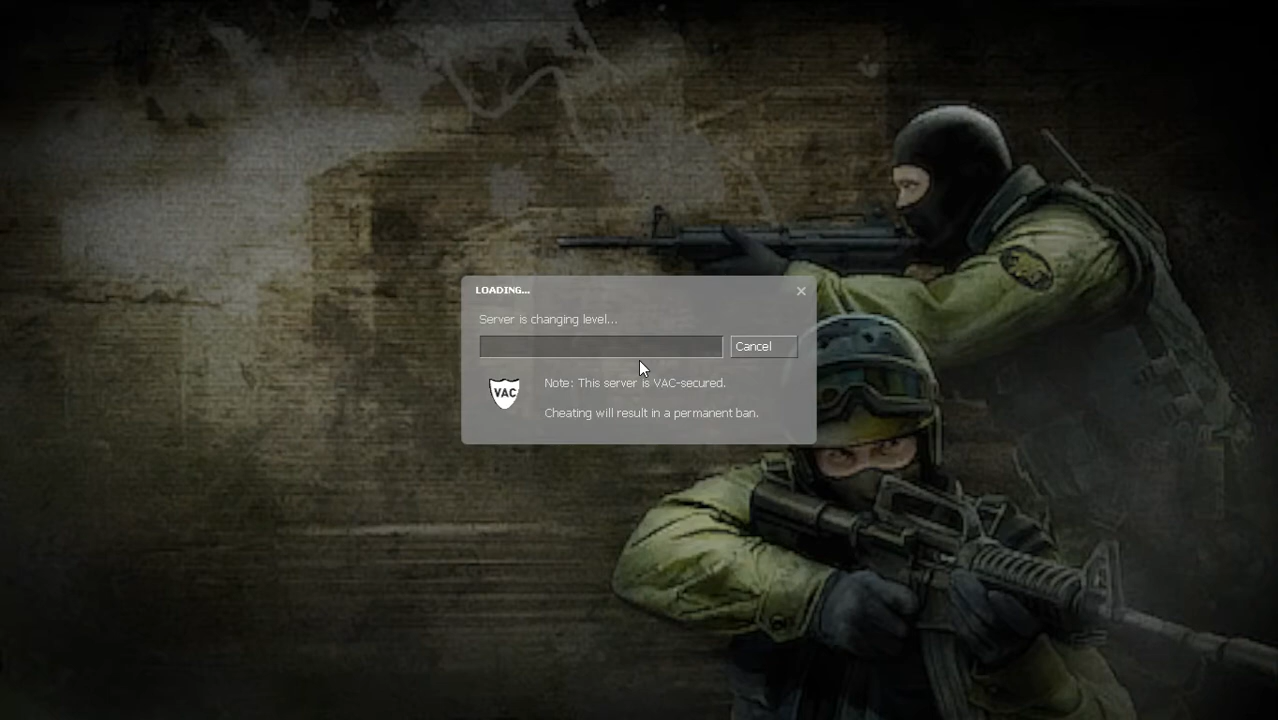 LOADING...
Server is changing level...
Cancel
VAC
Note: This server is VAC-secured.
Cheating will result in a permanent ban.